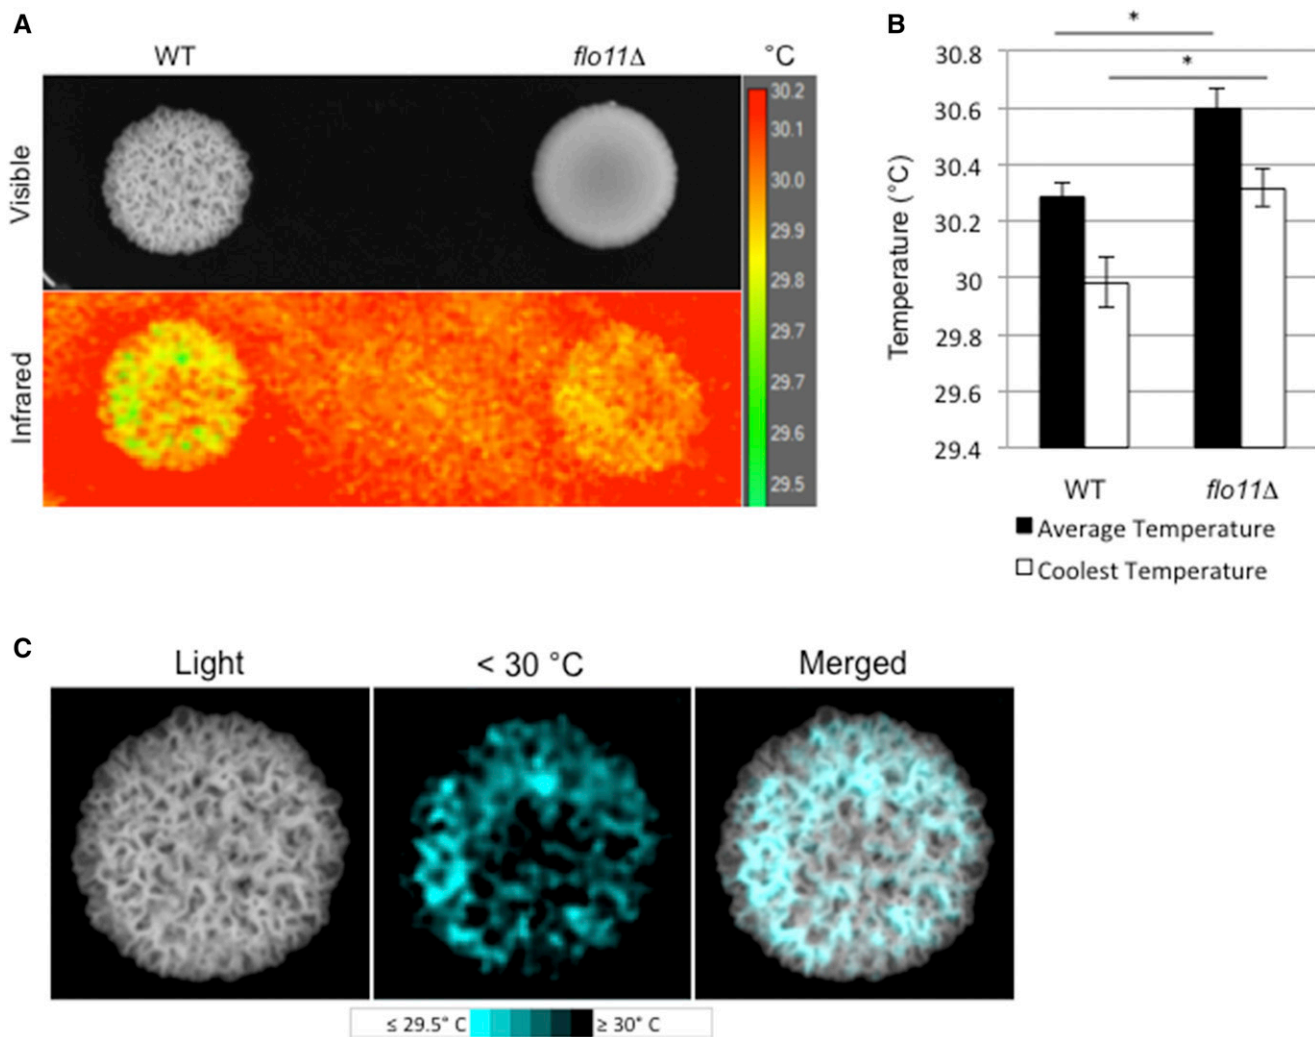 A
WT
flo11Δ
°C
Visible
Infrared
30.2
30.1
30.0
29.9
29.8
29.7
29.7
29.6
29.5
B
*
*
Temperature (°C)
30.8
30.6
30.4
30.2
30
29.8
29.6
29.4
WT
flo11Δ
Average Temperature
Coolest Temperature
C
Light
< 30 °C
Merged
≤ 29.5° C
≥ 30° C